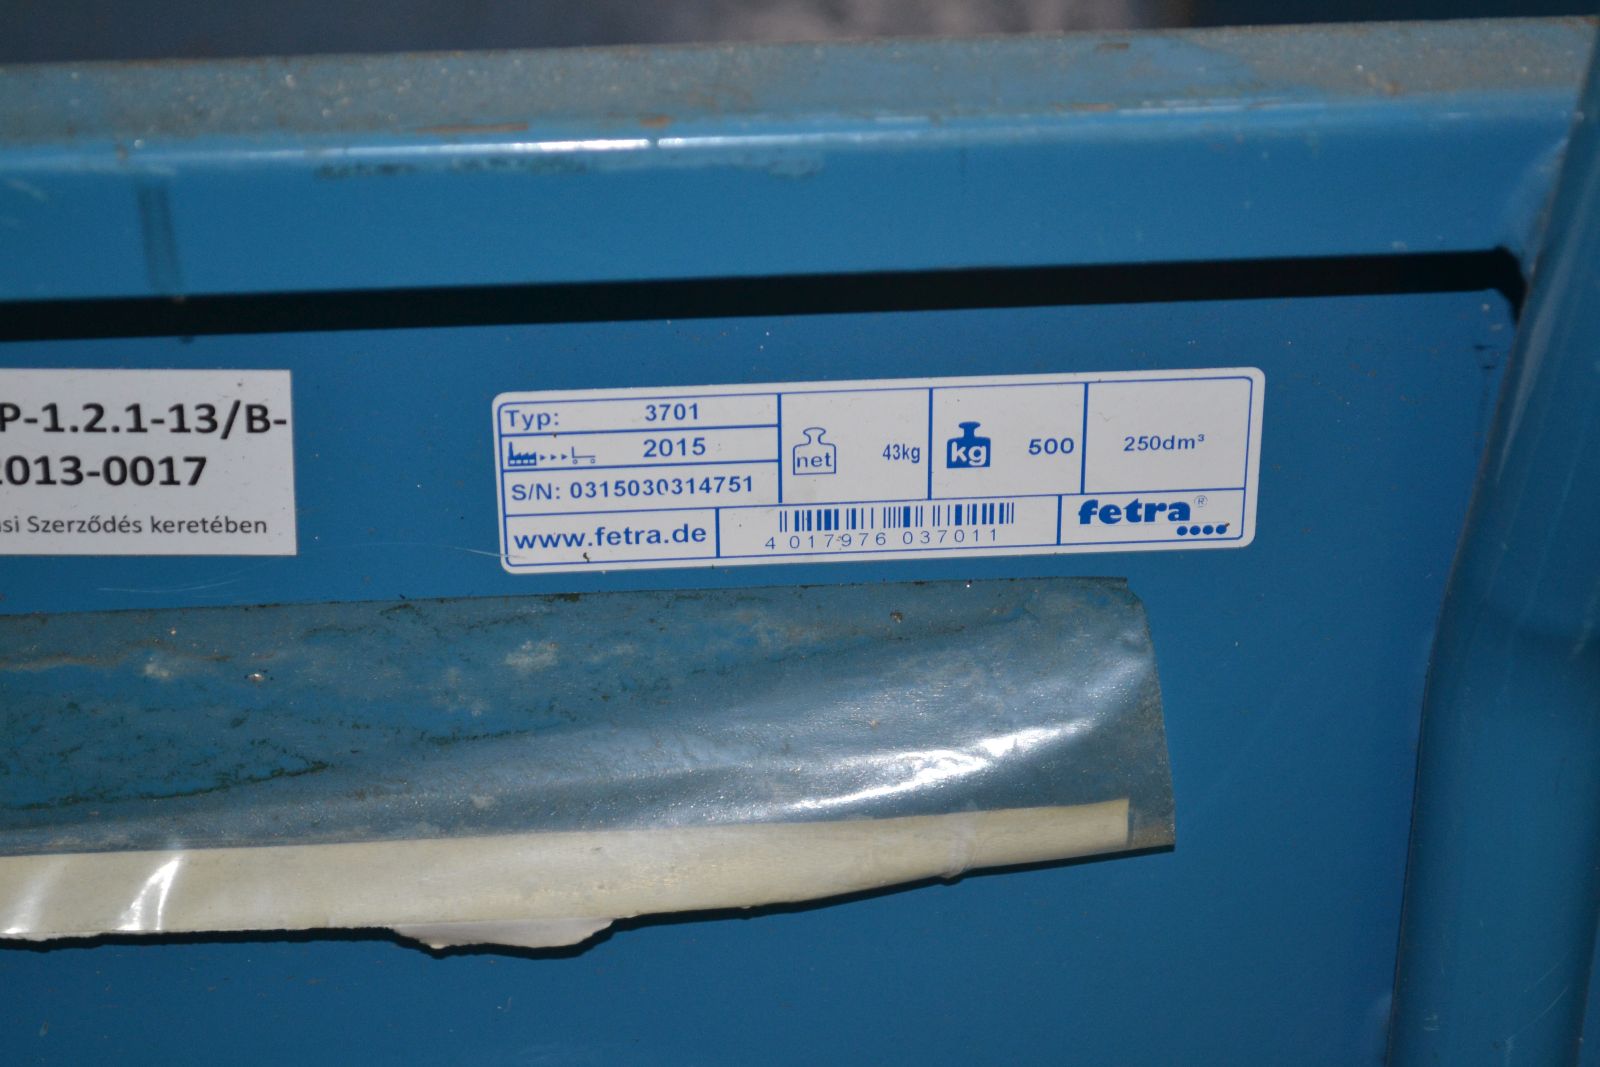 P-1.2.1-13/B-
2013-0017
Szerződés keretében
Typ: 3701
2015
S/N: 0315030314751
net 43kg
kg 500
250dm³
www.fetra.de
4 017976 037011
fetra®